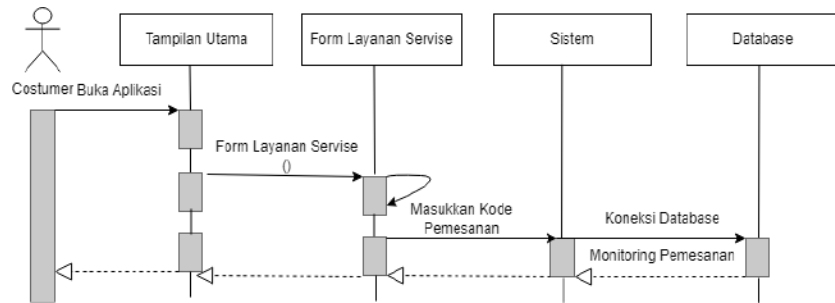 Tampilan Utama
Form Layanan Servise
Sistem
Database
Costumer
Buka Aplikasi
Form Layanan Servise
()
Masukkan Kode
Pemesanan
Koneksi Database
Monitoring Pemesanan